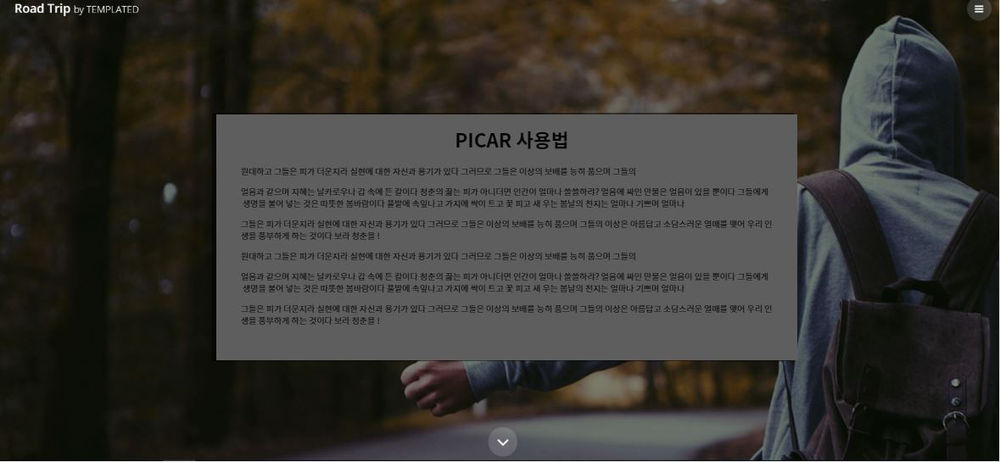 Road Trip by TEMPLATED
PICAR 사용법
원대하고 그들은 피가 더운지라 실현에 대한 자신과 용기가 있다 그러므로 그들은 이상의 보배를 능히 품으며 그들의
얼음과 같으며 지혜는 날카로우나 갑 속에 든 칼이다 청춘의 끓는 피가 아니더면 인간이 얼마나 쓸쓸하랴? 얼음에 싸인 만물은 얼음이 있을 뿐이다 그들에게
생명을 불어 넣는 것은 따뜻한 봄바람이다 풀밭에 속잎나고 가지에 싹이 트고 꽃 피고 새 우는 봄날의 천지는 얼마나 기쁘며 얼마나
그들은 피가 더운지라 실현에 대한 자신과 용기가 있다 그러므로 그들은 이상의 보배를 능히 품으며 그들의 이상은 아름답고 소담스러운 열매를 맺어 우리 인
생을 풍부하게 하는 것이다 보라 청춘을 !
원대하고 그들은 피가 더운지라 실현에 대한 자신과 용기가 있다 그러므로 그들은 이상의 보배를 능히 품으며 그들의
얼음과 같으며 지혜는 날카로우나 갑 속에 든 칼이다 청춘의 끓는 피가 아니더면 인간이 얼마나 쓸쓸하랴? 얼음에 싸인 만물은 얼음이 있을 뿐이다 그들에게
생명을 불어 넣는 것은 따뜻한 봄바람이다 풀밭에 속잎나고 가지에 싹이 트고 꽃 피고 새 우는 봄날의 천지는 얼마나 기쁘며 얼마나
그들은 피가 더운지라 실현에 대한 자신과 용기가 있다 그러므로 그들은 이상의 보배를 능히 품으며 그들의 이상은 아름답고 소담스러운 열매를 맺어 우리 인
생을 풍부하게 하는 것이다 보라 청춘을 !